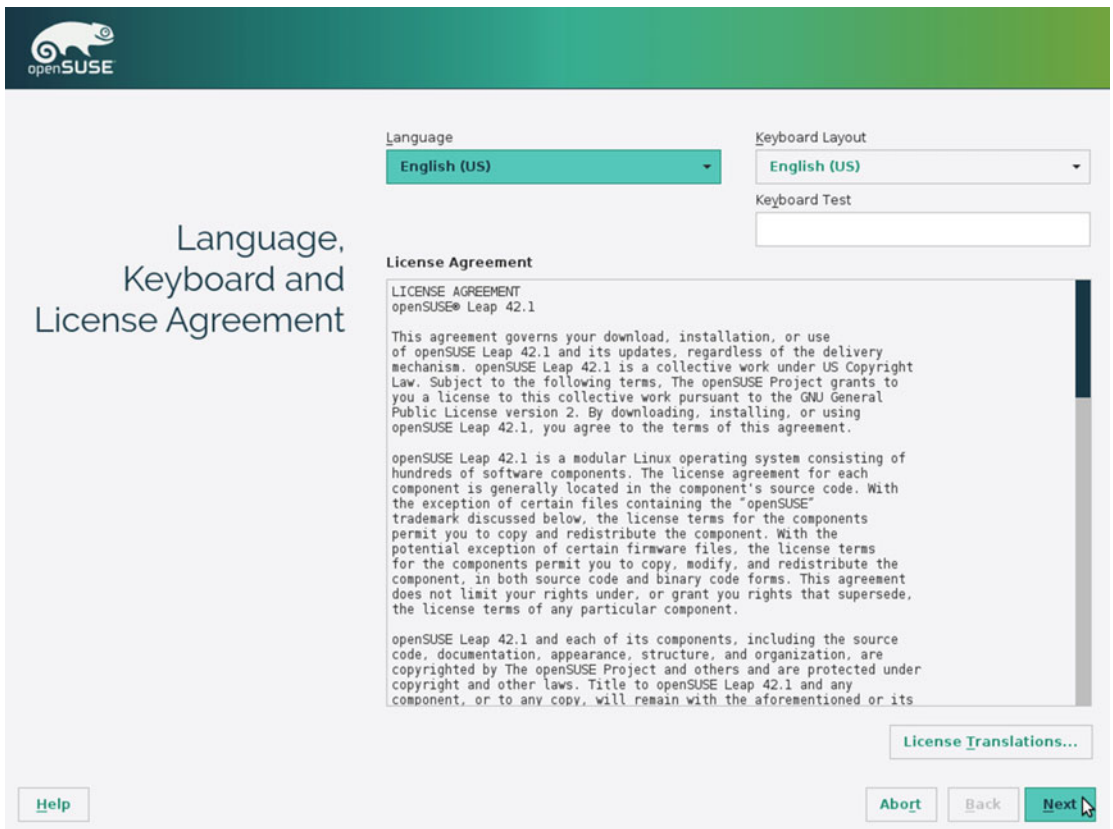 openSUSE
Language Keyboard Layout
English (US) English (US)
Keyboard Test
Language,
Keyboard and
License Agreement
License Agreement
LICENSE AGREEMENT
openSUSE® Leap 42.1
This agreement governs your download, installation, or use
of openSUSE Leap 42.1 and its updates, regardless of the delivery
mechanism. openSUSE Leap 42.1 is a collective work under US Copyright
Law. Subject to the following terms, The openSUSE Project grants to
you a license to this collective work pursuant to the GNU General
Public License version 2. By downloading, installing, or using
openSUSE Leap 42.1, you agree to the terms of this agreement.
openSUSE Leap 42.1 is a modular Linux operating system consisting of
hundreds of software components. The license agreement for each
component is generally located in the component's source code. With
the exception of certain files containing the “openSUSE”
trademark discussed below, the license terms for the components
permit you to copy and redistribute the component. With the
potential exception of certain firmware files, the license terms
for the components permit you to copy, modify, and redistribute the
component, in both source code and binary code forms. This agreement
does not limit your rights under, or grant you rights that supersede,
the license terms of any particular component.
openSUSE Leap 42.1 and each of its components, including the source
code, documentation, appearance, structure, and organization, are
copyrighted by The openSUSE Project and others and are protected under
copyright and other laws. Title to openSUSE Leap 42.1 and any
component, or to any copy, will remain with the aforementioned or its
License Translations...
Help Abort Back Next